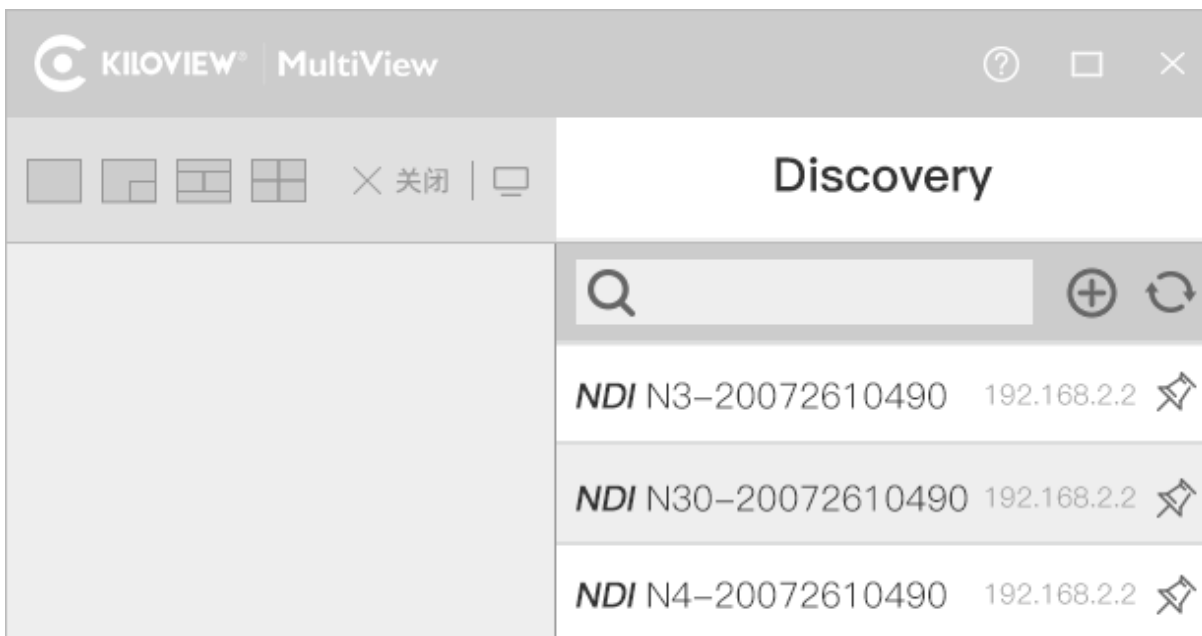 KILOVIEW® MultiView
关闭
Discovery
NDI N3-20072610490 192.168.2.2
NDI N30-20072610490 192.168.2.2
NDI N4-20072610490 192.168.2.2